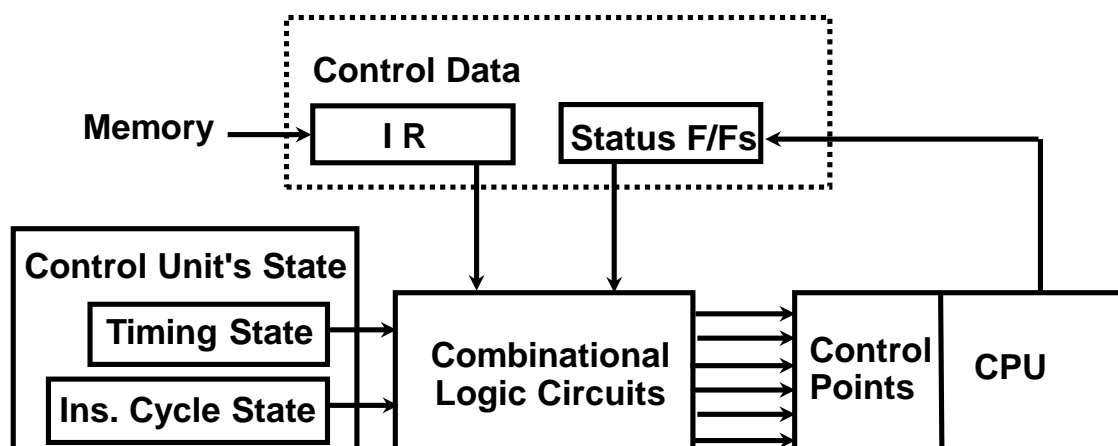 Control Data
Memory
I R
Status F/Fs
Control Unit's State
Timing State
Ins. Cycle State
Combinational
Logic Circuits
Control
Points
CPU